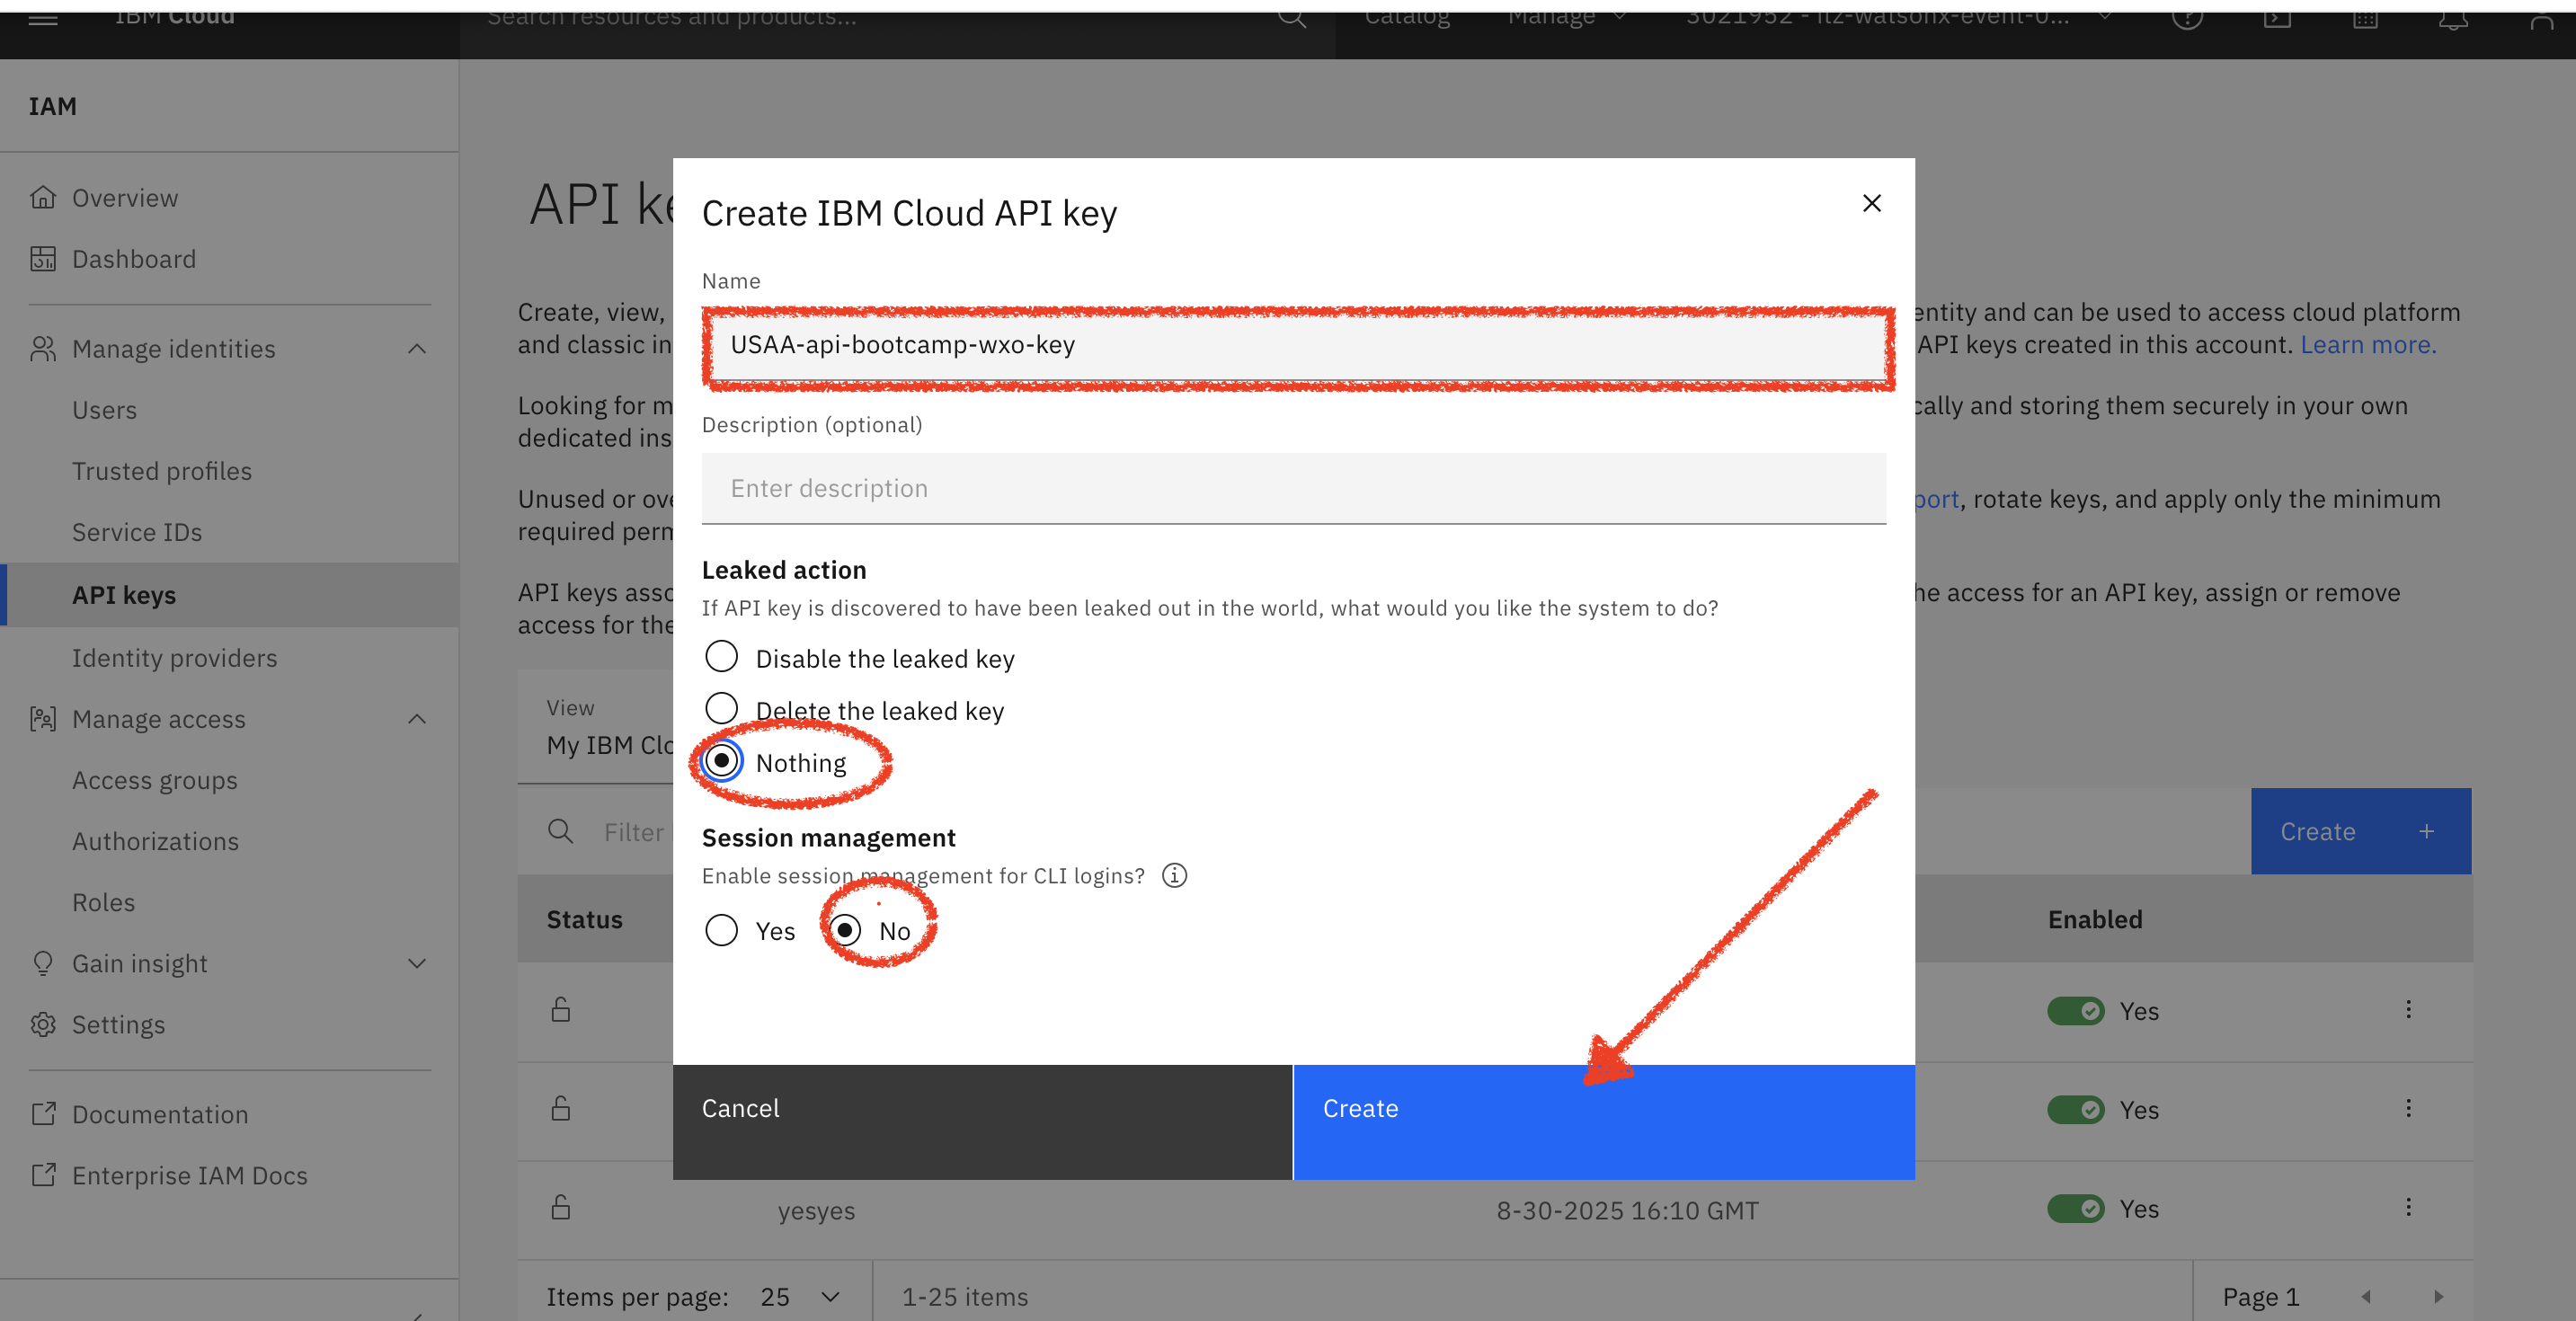 IBM Cloud
Search resources and products...
Catalog
Manage
3021952 - itz-watsonx-event-0...
IAM
Overview
Dashboard
Manage identities
Users
Trusted profiles
Service IDs
API keys
Identity providers
Manage access
Access groups
Authorizations
Roles
Gain insight
Settings
Documentation
Enterprise IAM Docs
API ke
Create, view,
and classic in
entity and can be used to access cloud platform
API keys created in this account. Learn more.
Looking for m
dedicated ins
cally and storing them securely in your own
Unused or ove
required perm
port, rotate keys, and apply only the minimum
API keys asso
access for the
he access for an API key, assign or remove
View
My IBM Clo
Filter
Create +
Status
Enabled
Yes
Yes
yesyes
8-30-2025 16:10 GMT
Yes
Items per page: 25
1-25 items
Page 1
Create IBM Cloud API key
Name
USAA-api-bootcamp-wxo-key
Description (optional)
Enter description
Leaked action
If API key is discovered to have been leaked out in the world, what would you like the system to do?
Disable the leaked key
Delete the leaked key
Nothing
Session management
Enable session management for CLI logins?
Yes
No
Cancel
Create